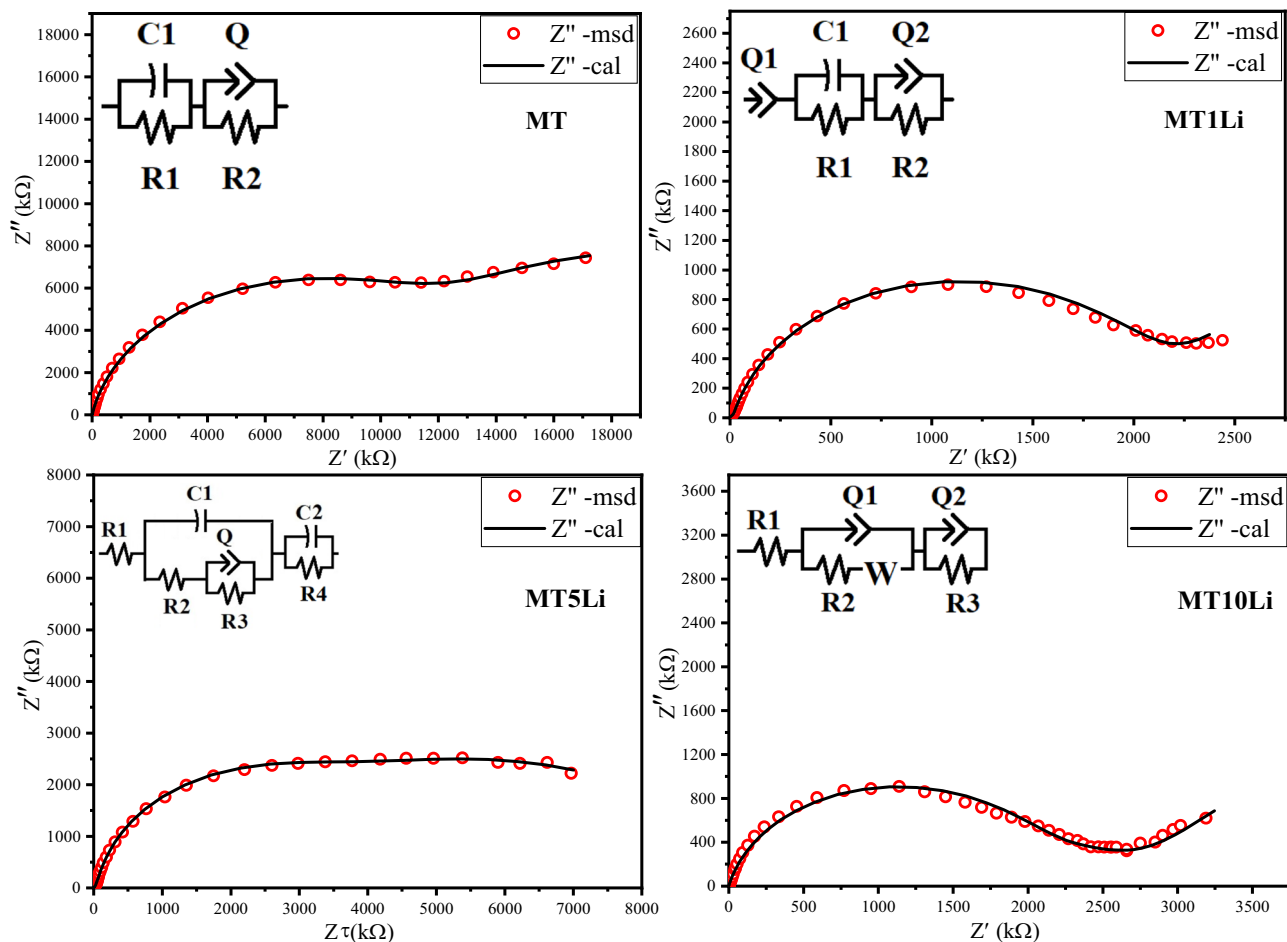 C1 Q
R1 R2
Z'' -msd
Z'' -cal
MT
Z'' (kΩ)
18000
16000
14000
12000
10000
8000
6000
4000
2000
0
0 2000 4000 6000 8000 10000 12000 14000 16000 18000
Z' (kΩ)
Q1 C1 Q2
R1 R2
Z'' -msd
Z'' -cal
MT1Li
Z'' (kΩ)
2600
2400
2200
2000
1800
1600
1400
1200
1000
800
600
400
200
0
0 500 1000 1500 2000 2500
Z' (kΩ)
C1
R1 Q C2
R2 R3 R4
Z'' -msd
Z'' -cal
MT5Li
Z'' (kΩ)
8000
7000
6000
5000
4000
3000
2000
1000
0
0 1000 2000 3000 4000 5000 6000 7000 8000
Zτ(kΩ)
R1 Q1 Q2
R2 W R3
Z'' -msd
Z'' -cal
MT10Li
Z'' (kΩ)
3600
3200
2800
2400
2000
1600
1200
800
400
0
0 500 1000 1500 2000 2500 3000 3500
Z' (kΩ)